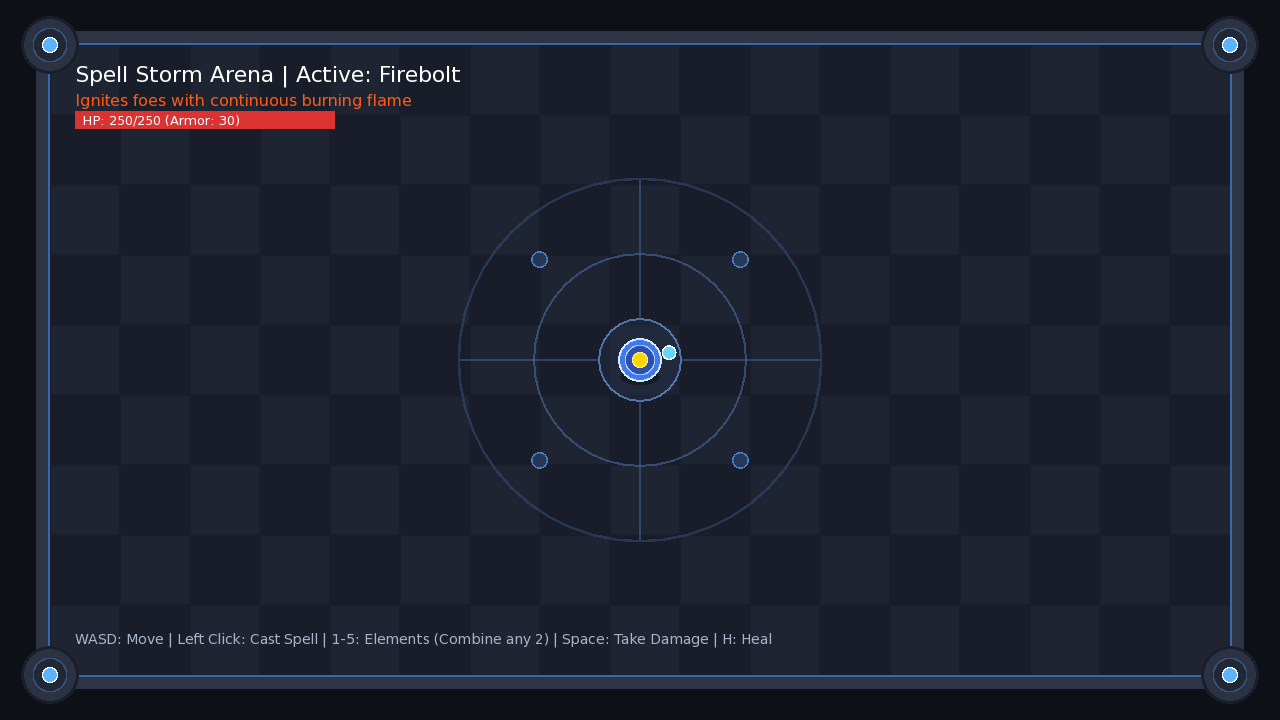 Spell Storm Arena | Active: Firebolt
Ignites foes with continuous burning flame
HP: 250/250 (Armor: 30)
WASD: Move | Left Click: Cast Spell | 1-5: Elements (Combine any 2) | Space: Take Damage | H: Heal